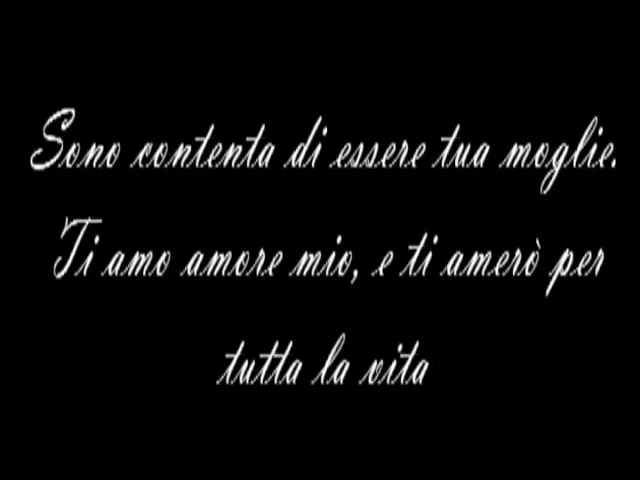 Sono contenta di essere tua moglie.
Ti amo amore mio, e ti amerò per
tutta la vita